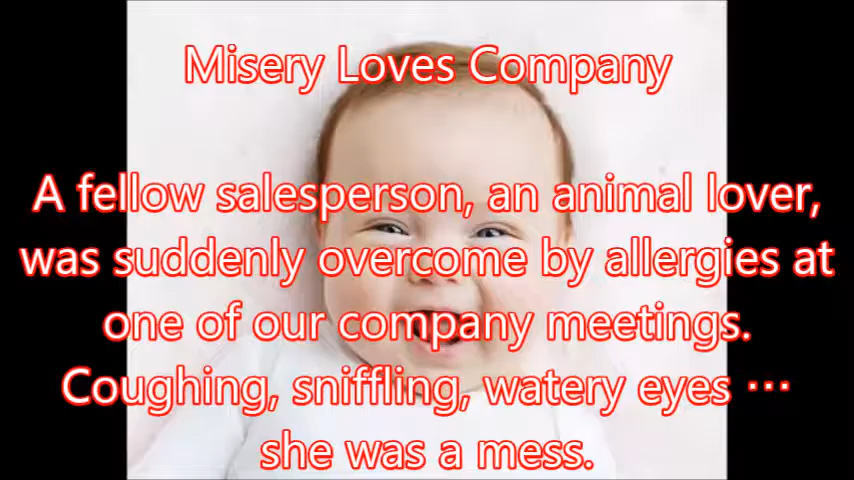 Misery Loves Company
A fellow salesperson, an animal lover,
was suddenly overcome by allergies at
one of our company meetings.
Coughing, sniffling, watery eyes ⋯
she was a mess.